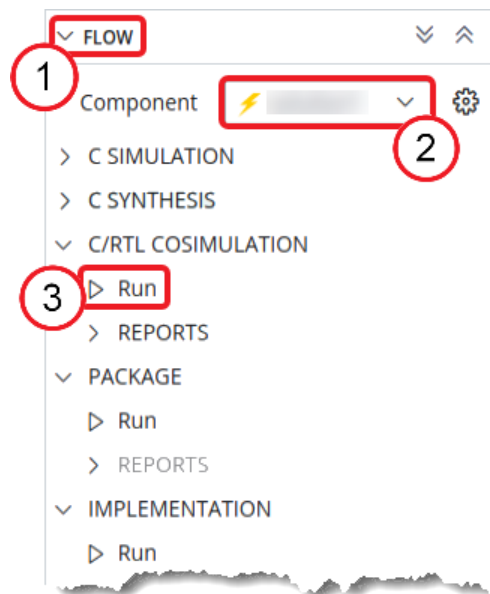 FLOW
1
Component
2
C SIMULATION
C SYNTHESIS
C/RTL COSIMULATION
3 Run
REPORTS
PACKAGE
Run
REPORTS
IMPLEMENTATION
Run